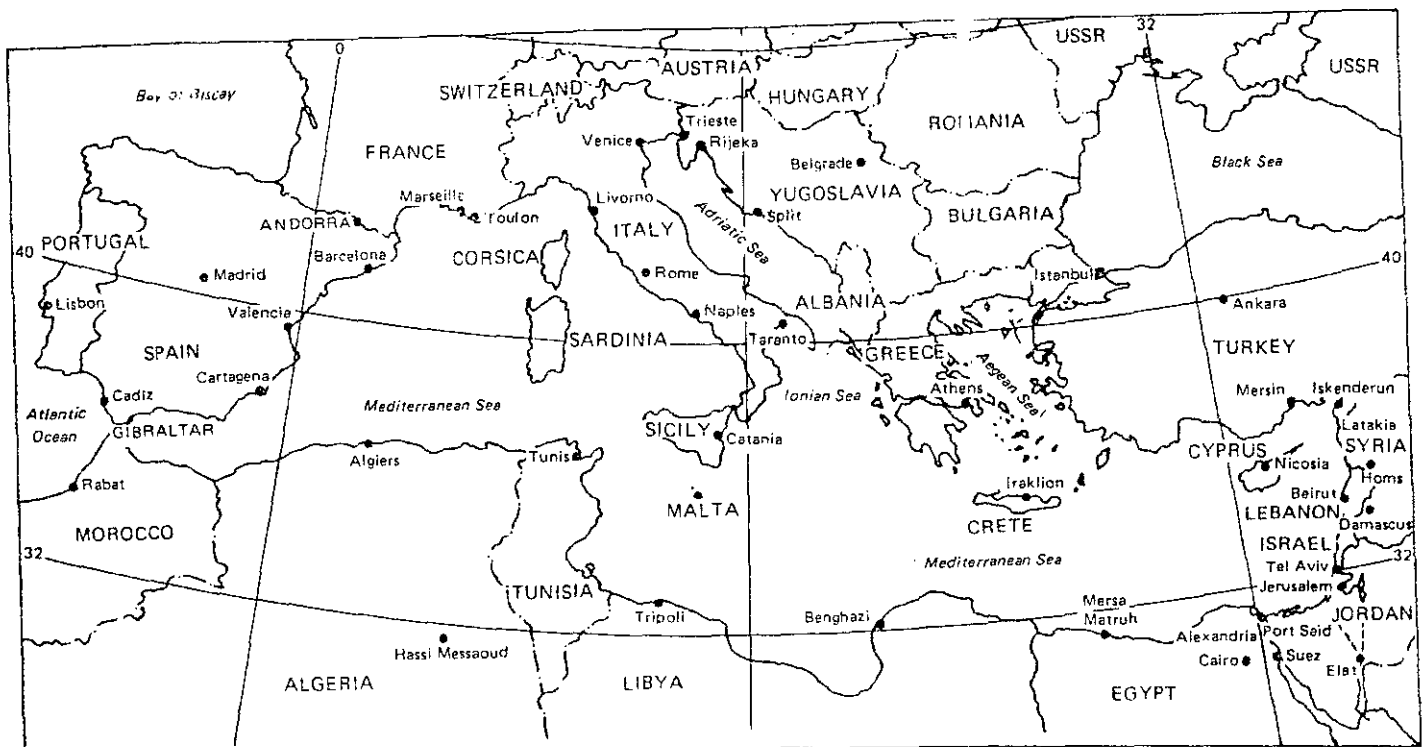 0
32
USSR
USSR
AUSTRIA
SWITZERLAND
HUNGARY
Bay of Biscay
Trieste
ROMANIA
Venice
Rijeka
FRANCE
Belgrade
Black Sea
YUGOSLAVIA
Marseille
Livorno
Toulon
Split
BULGARIA
ANDORRA
ITALY
Adriatic Sea
PORTUGAL
40
Barcelona
CORSICA
40
Madrid
Rome
Istanbul
Lisbon
ALBANIA
Ankara
Valencia
Naples
SARDINIA
Taranto
SPAIN
GREECE
TURKEY
Aegean Sea
Cartagena
Athens
Mersin
Iskenderun
Cadiz
Mediterranean Sea
Ionian Sea
Atlantic
Ocean
GIBRALTAR
SICILY
Catania
Latakia
Algiers
Tunis
CYPRUS
SYRIA
Nicosia
Homs
Rabat
Iraklion
Beirut
MALTA
LEBANON
CRETE
Damascus
MOROCCO
ISRAEL
32
Mediterranean Sea
Tel Aviv
32
TUNISIA
Jerusalem
Tripoli
Benghazi
Mersa
Matruh
JORDAN
Alexandria
Port Said
Hassi Messaoud
Cairo
Suez
Elat
ALGERIA
LIBYA
EGYPT